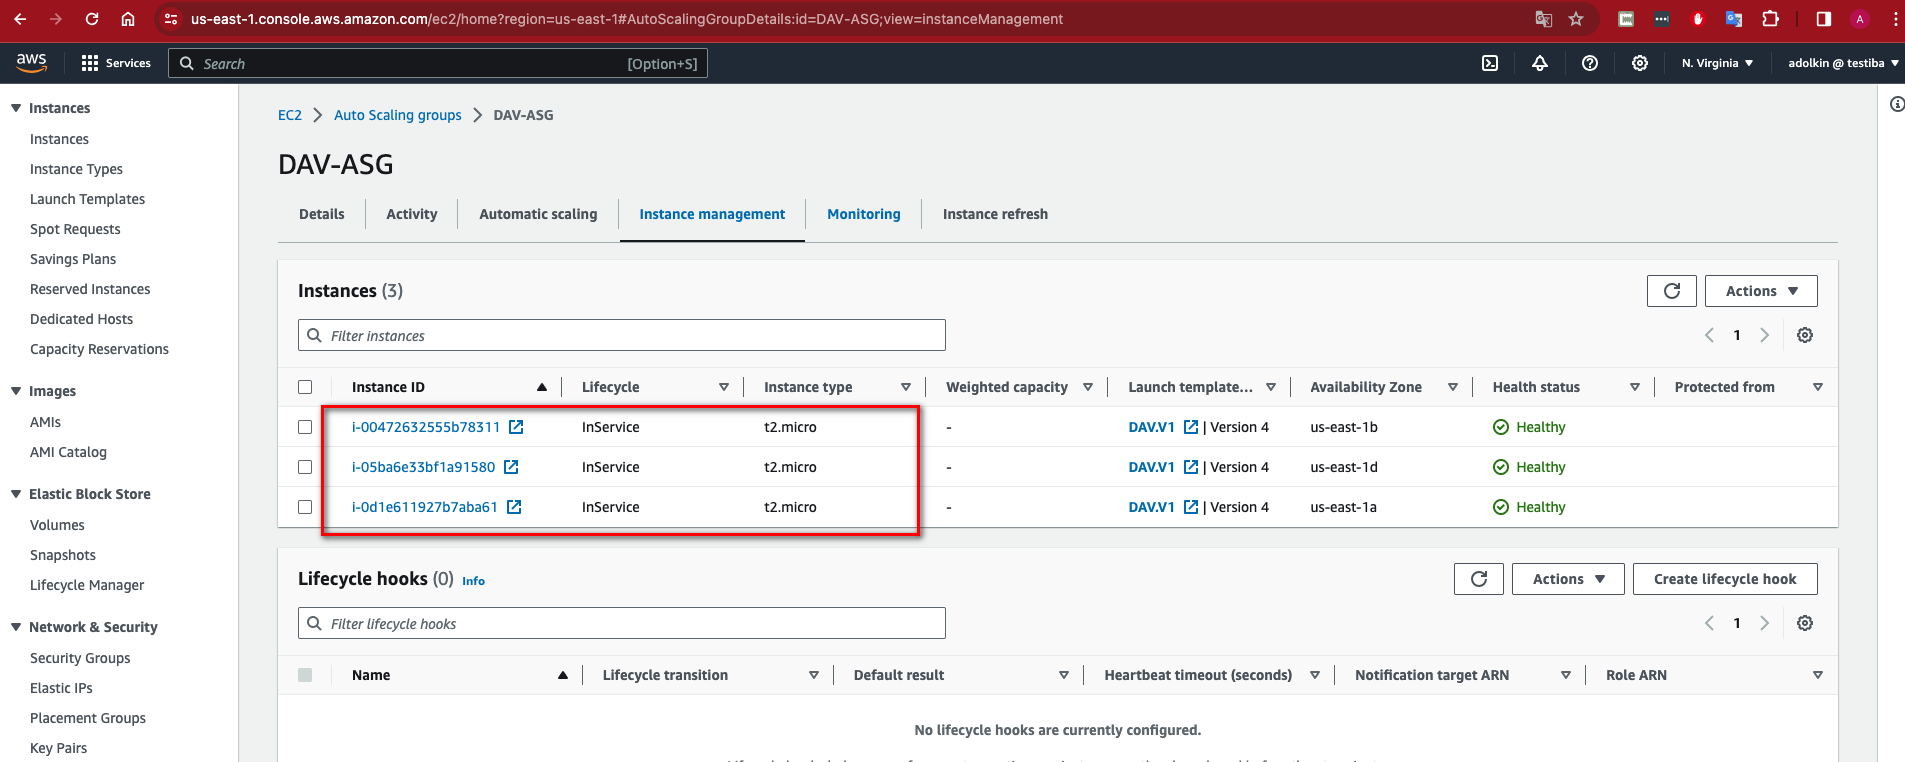 us-east-1.console.aws.amazon.com/ec2/home?region=us-east-1#AutoScalingGroupDetails:id=DAV-ASG;view=instanceManagement
A
aws Services Search [Option+S] N. Virginia adolkin @ testiba
Instances
Instances
Instance Types
Launch Templates
Spot Requests
Savings Plans
Reserved Instances
Dedicated Hosts
Capacity Reservations
Images
AMIs
AMI Catalog
Elastic Block Store
Volumes
Snapshots
Lifecycle Manager
Network & Security
Security Groups
Elastic IPs
Placement Groups
Key Pairs
EC2 Auto Scaling groups DAV-ASG
DAV-ASG
Details Activity Automatic scaling Instance management Monitoring Instance refresh
Instances (3) Actions
Filter instances 1
Instance ID Lifecycle Instance type Weighted capacity Launch template... Availability Zone Health status Protected from
i-00472632555b78311 InService t2.micro - DAV.V1 | Version 4 us-east-1b Healthy
i-05ba6e33bf1a91580 InService t2.micro - DAV.V1 | Version 4 us-east-1d Healthy
i-0d1e611927b7aba61 InService t2.micro - DAV.V1 | Version 4 us-east-1a Healthy
Lifecycle hooks (0) Info Actions Create lifecycle hook
Filter lifecycle hooks 1
Name Lifecycle transition Default result Heartbeat timeout (seconds) Notification target ARN Role ARN
No lifecycle hooks are currently configured.